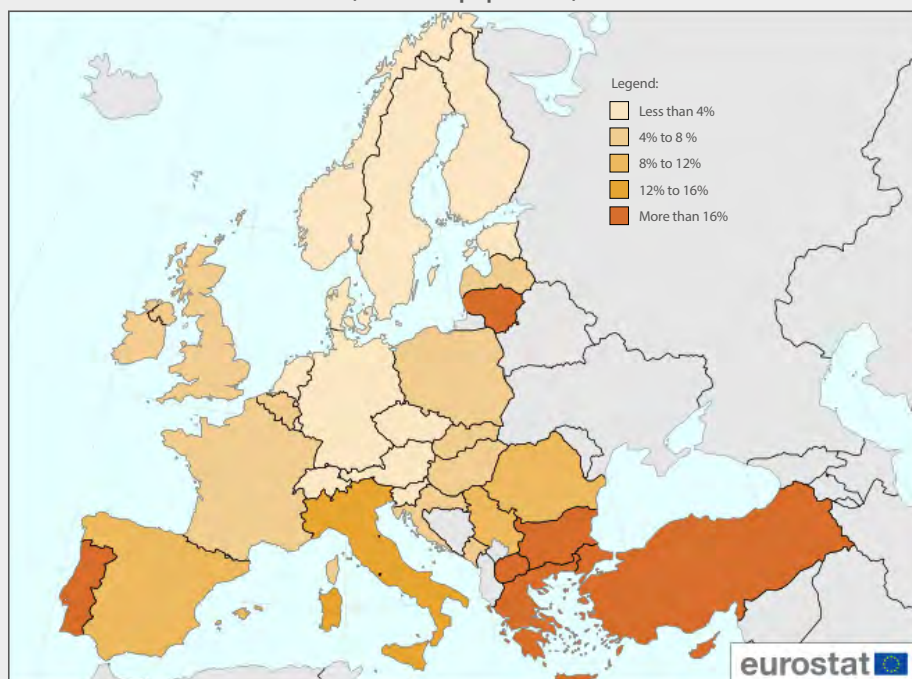 Legend:
Less than 4%
4% to 8 %
8% to 12%
12% to 16%
More than 16%
eurostat